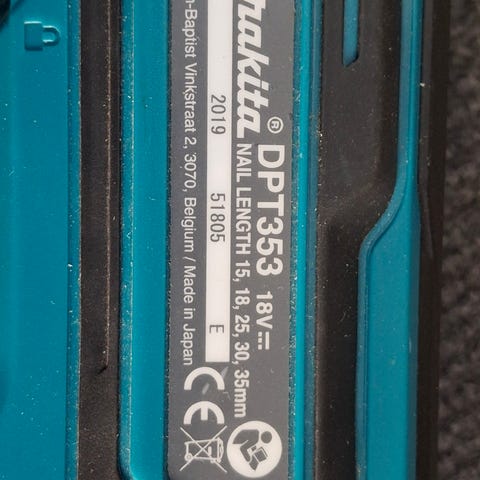 makita®
DPT353 18V
NAIL LENGTH 15, 18, 25, 30, 35mm
2019 51805 E
n-Baptist Vinkstraat 2, 3070, Belgium / Made in Japan
CE